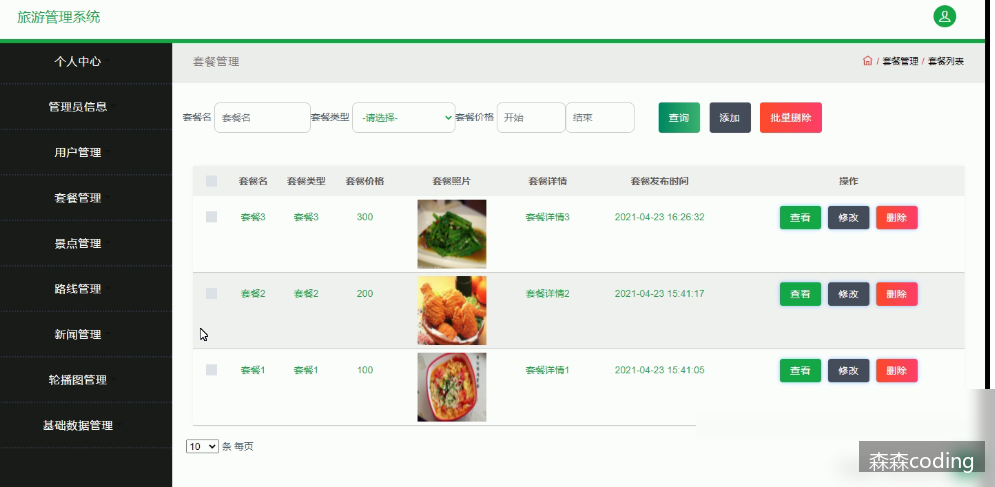 旅游管理系统
个人中心
管理员信息
用户管理
套餐管理
景点管理
路线管理
新闻管理
轮播图管理
基础数据管理
套餐管理
/ 套餐管理 / 套餐列表
套餐名 套餐名 套餐类型 -请选择- 套餐价格 开始 结束 查询 添加 批量删除
套餐名 套餐类型 套餐价格 套餐照片 套餐详情 套餐发布时间 操作
套餐3 套餐3 300 套餐详情3 2021-04-23 16:26:32 查看 修改 删除
套餐2 套餐2 200 套餐详情2 2021-04-23 15:41:17 查看 修改 删除
套餐1 套餐1 100 套餐详情1 2021-04-23 15:41:05 查看 修改 删除
10 条 每页
森森coding